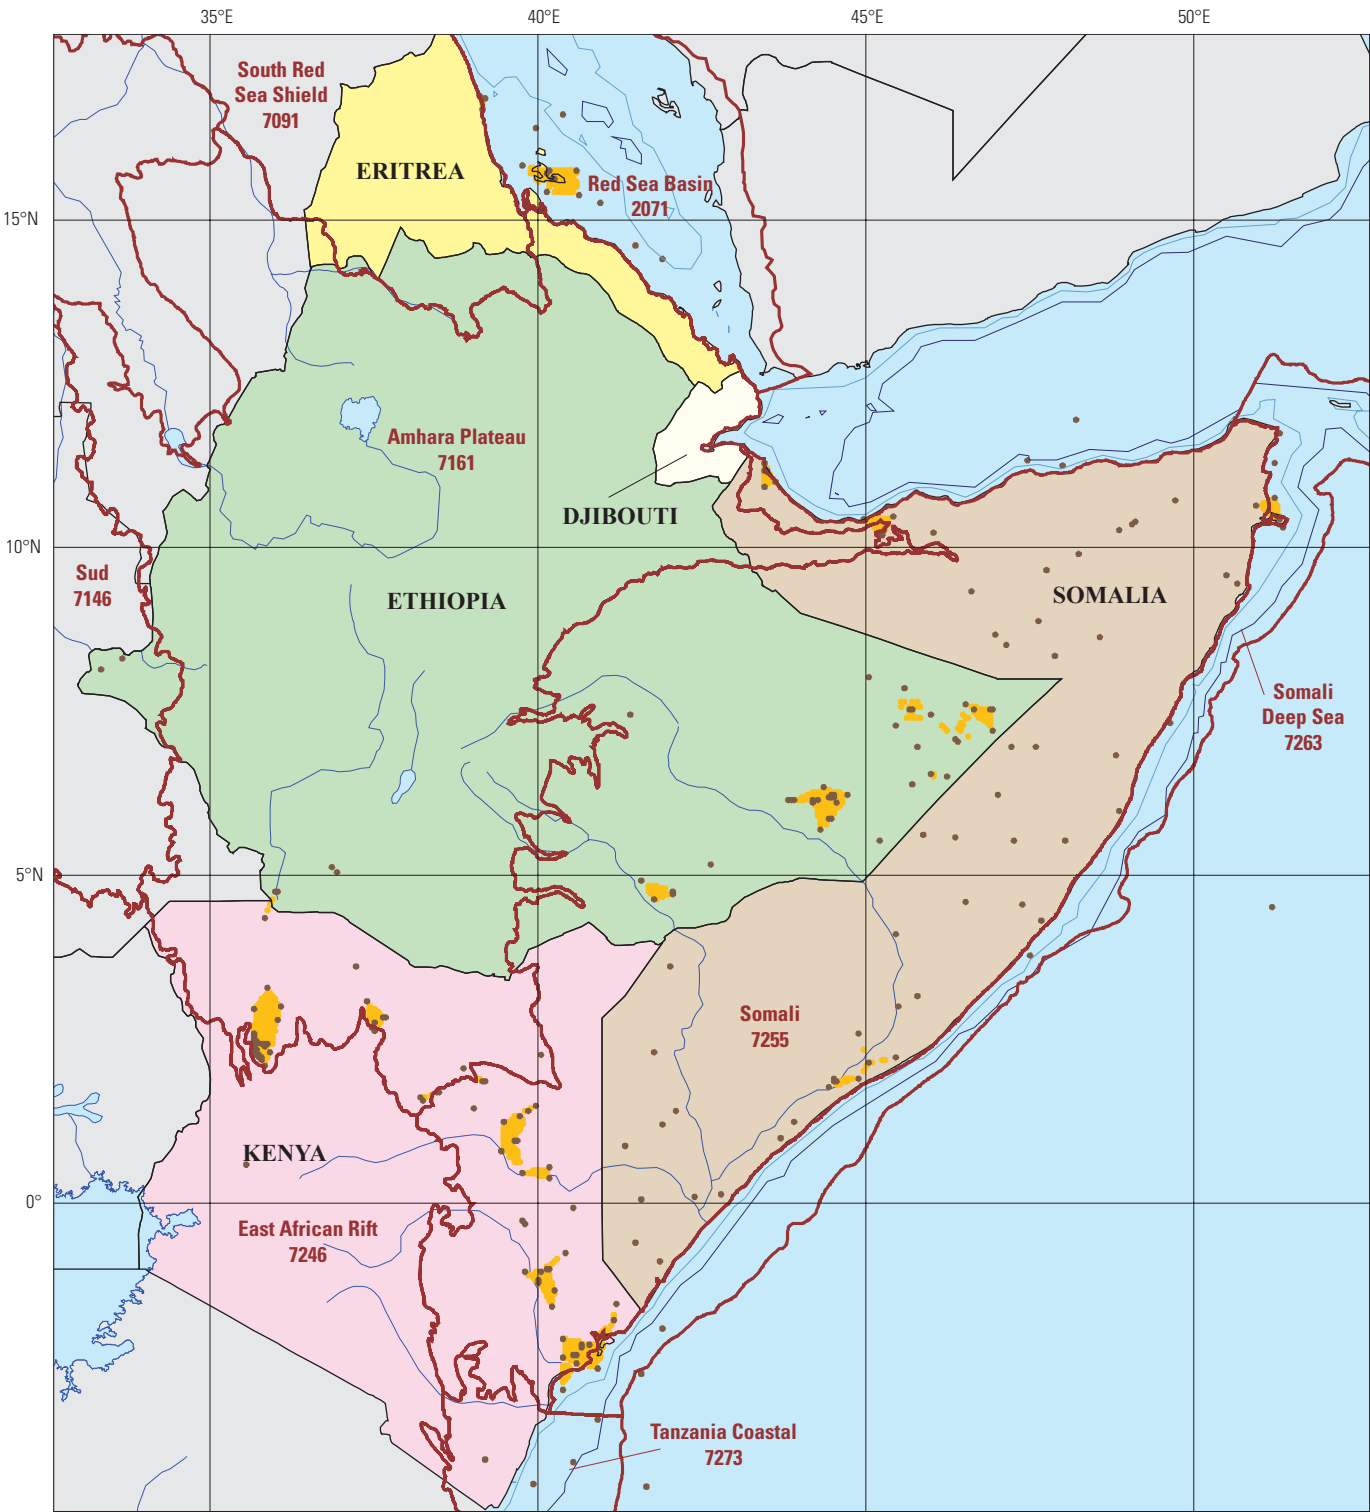 35°E
40°E
45°E
50°E
South Red
Sea Shield
7091
ERITREA
Red Sea Basin
2071
15°N
Amhara Plateau
7161
DJIBOUTI
10°N
Sud
7146
ETHIOPIA
SOMALIA
Somali
Deep Sea
7263
5°N
Somali
7255
KENYA
0°
East African Rift
7246
Tanzania Coastal
7273